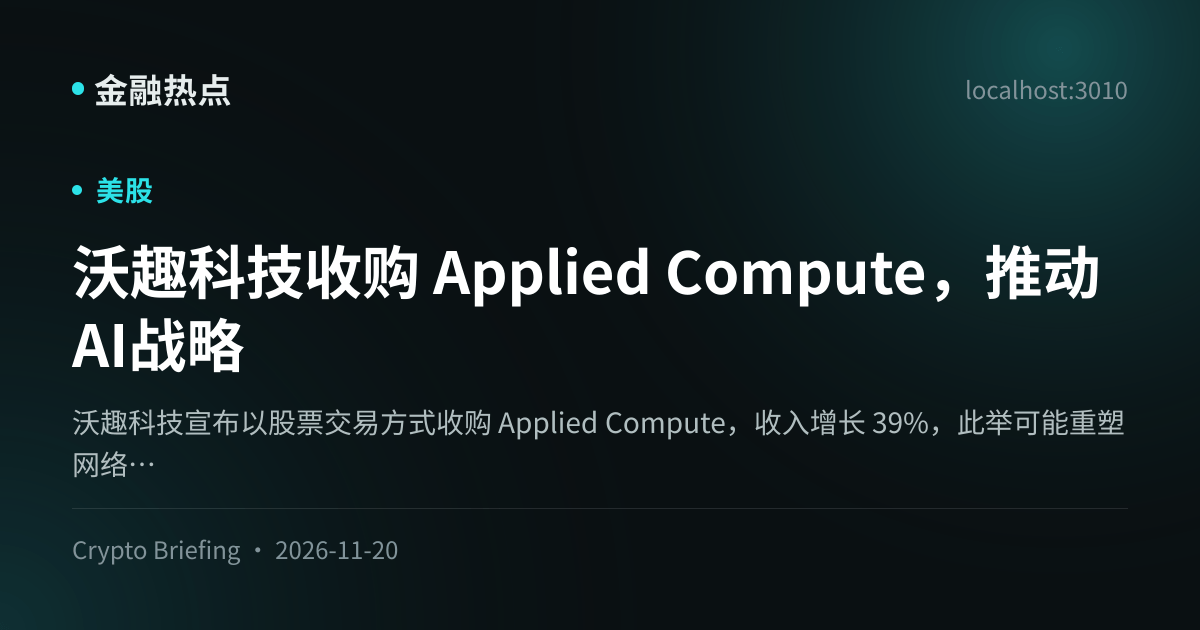 金融热点
localhost:3010
美股
沃趣科技收购 Applied Compute，推动
AI战略
沃趣科技宣布以股票交易方式收购 Applied Compute，收入增长 39%，此举可能重塑
网络…
Crypto Briefing · 2026-11-20